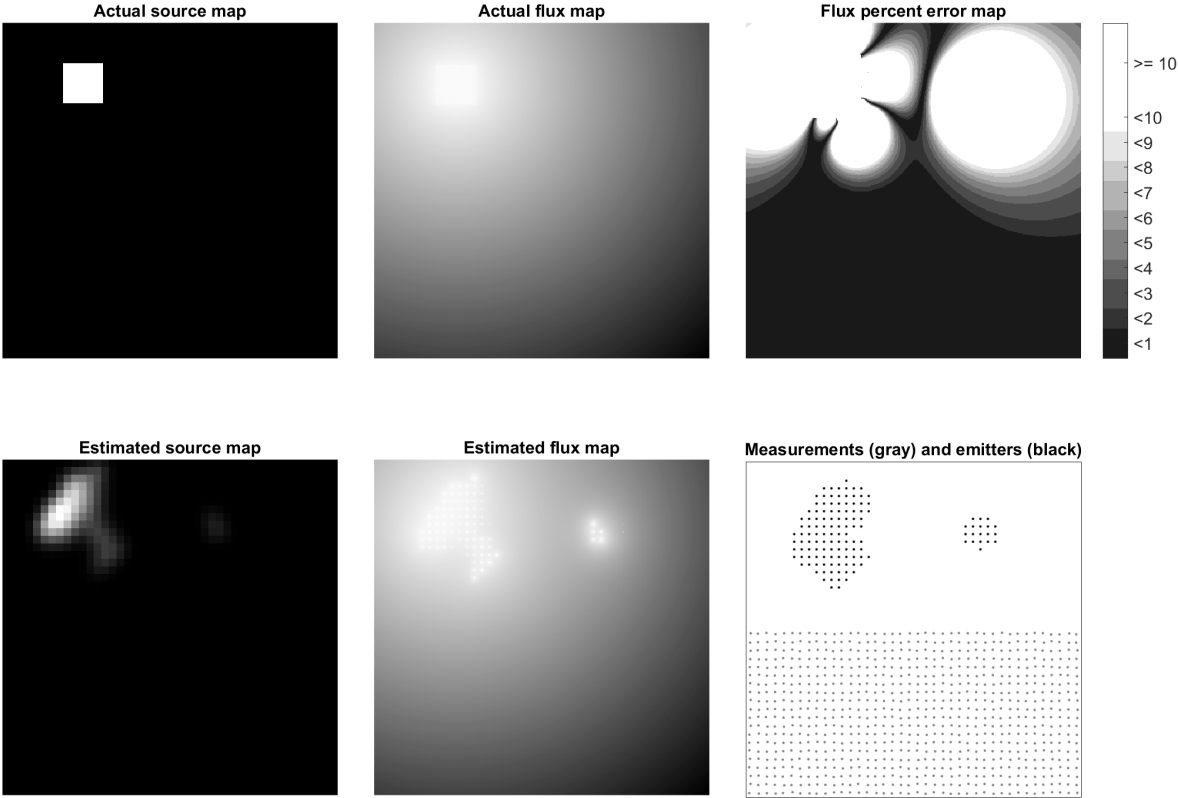 Actual source map
Actual flux map
Flux percent error map
>= 10
<10
<9
<8
<7
<6
<5
<4
<3
<2
<1
Estimated source map
Estimated flux map
Measurements (gray) and emitters (black)